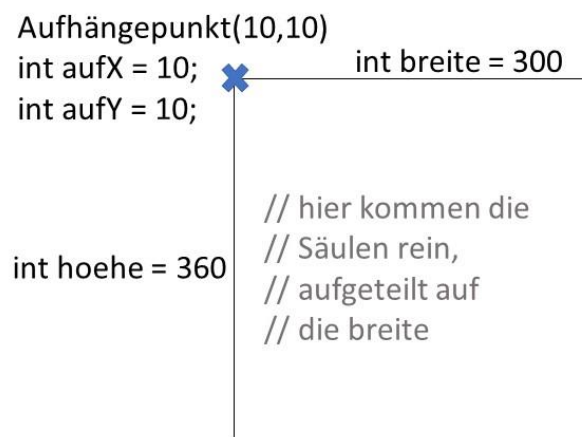 Aufhängepunkt(10,10)
int aufX = 10;
int aufY = 10;
int breite = 300
int hoehe = 360
// hier kommen die
// Säulen rein,
// aufgeteilt auf
// die breite